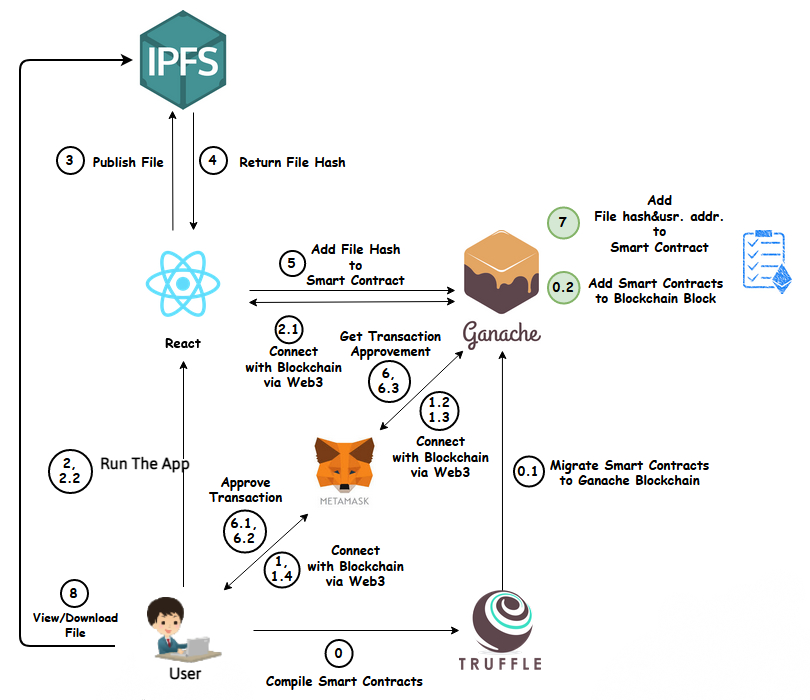 IPFS
3 Publish File
4 Return File Hash
7
Add
File hash&usr. addr.
to
Smart Contract
5
Add File Hash
to
Smart Contract
0.2
Add Smart Contracts
to Blockchain Block
React
Ganache
2.1
Connect
with Blockchain
via Web3
Get Transaction
Approvement
6,
6.3
1.2
1.3
Connect
with Blockchain
via Web3
2,
2.2
Run The App
0.1
Migrate Smart Contracts
to Ganache Blockchain
METAMASK
Approve
Transaction
6.1,
6.2
1,
1.4
Connect
with Blockchain
via Web3
8
View/Download
File
User
0
Compile Smart Contracts
TRUFFLE